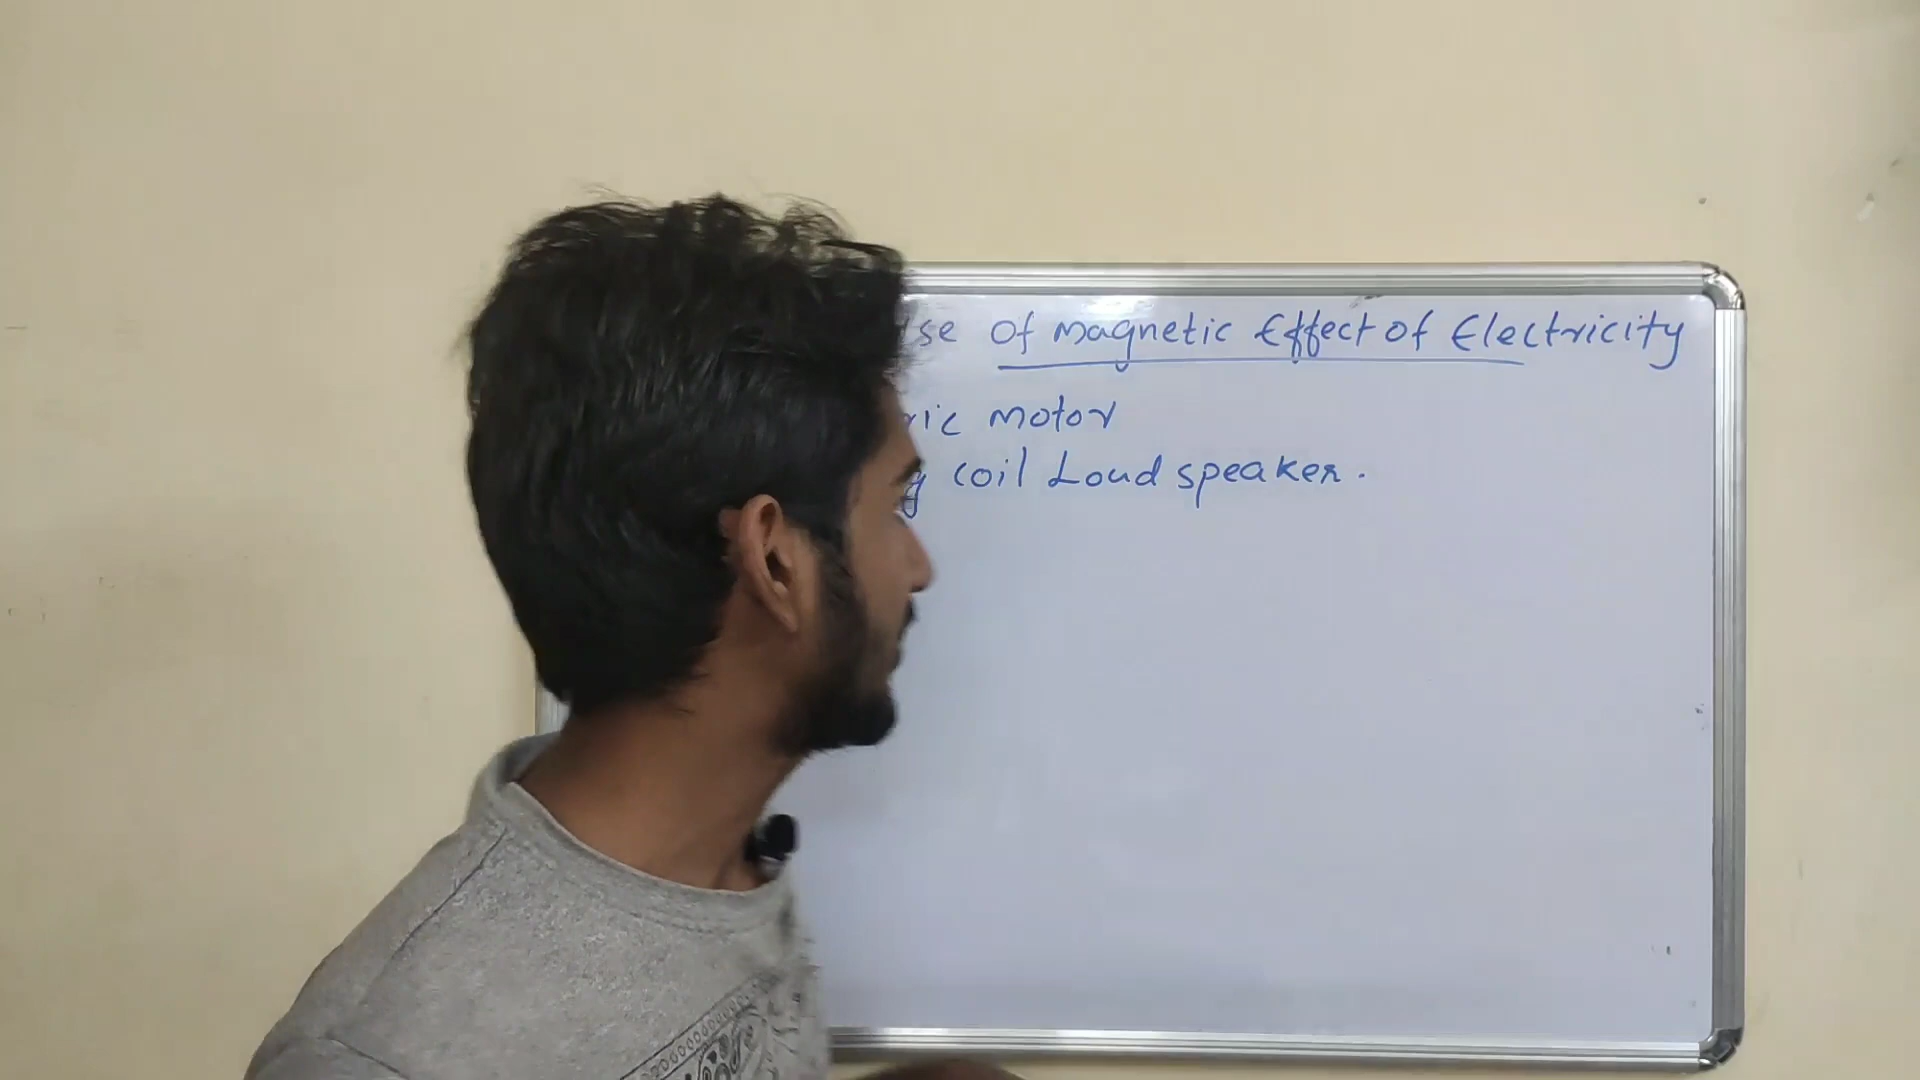 se of magnetic Effect of Electricity
ric motor
g coil Loud speaker.